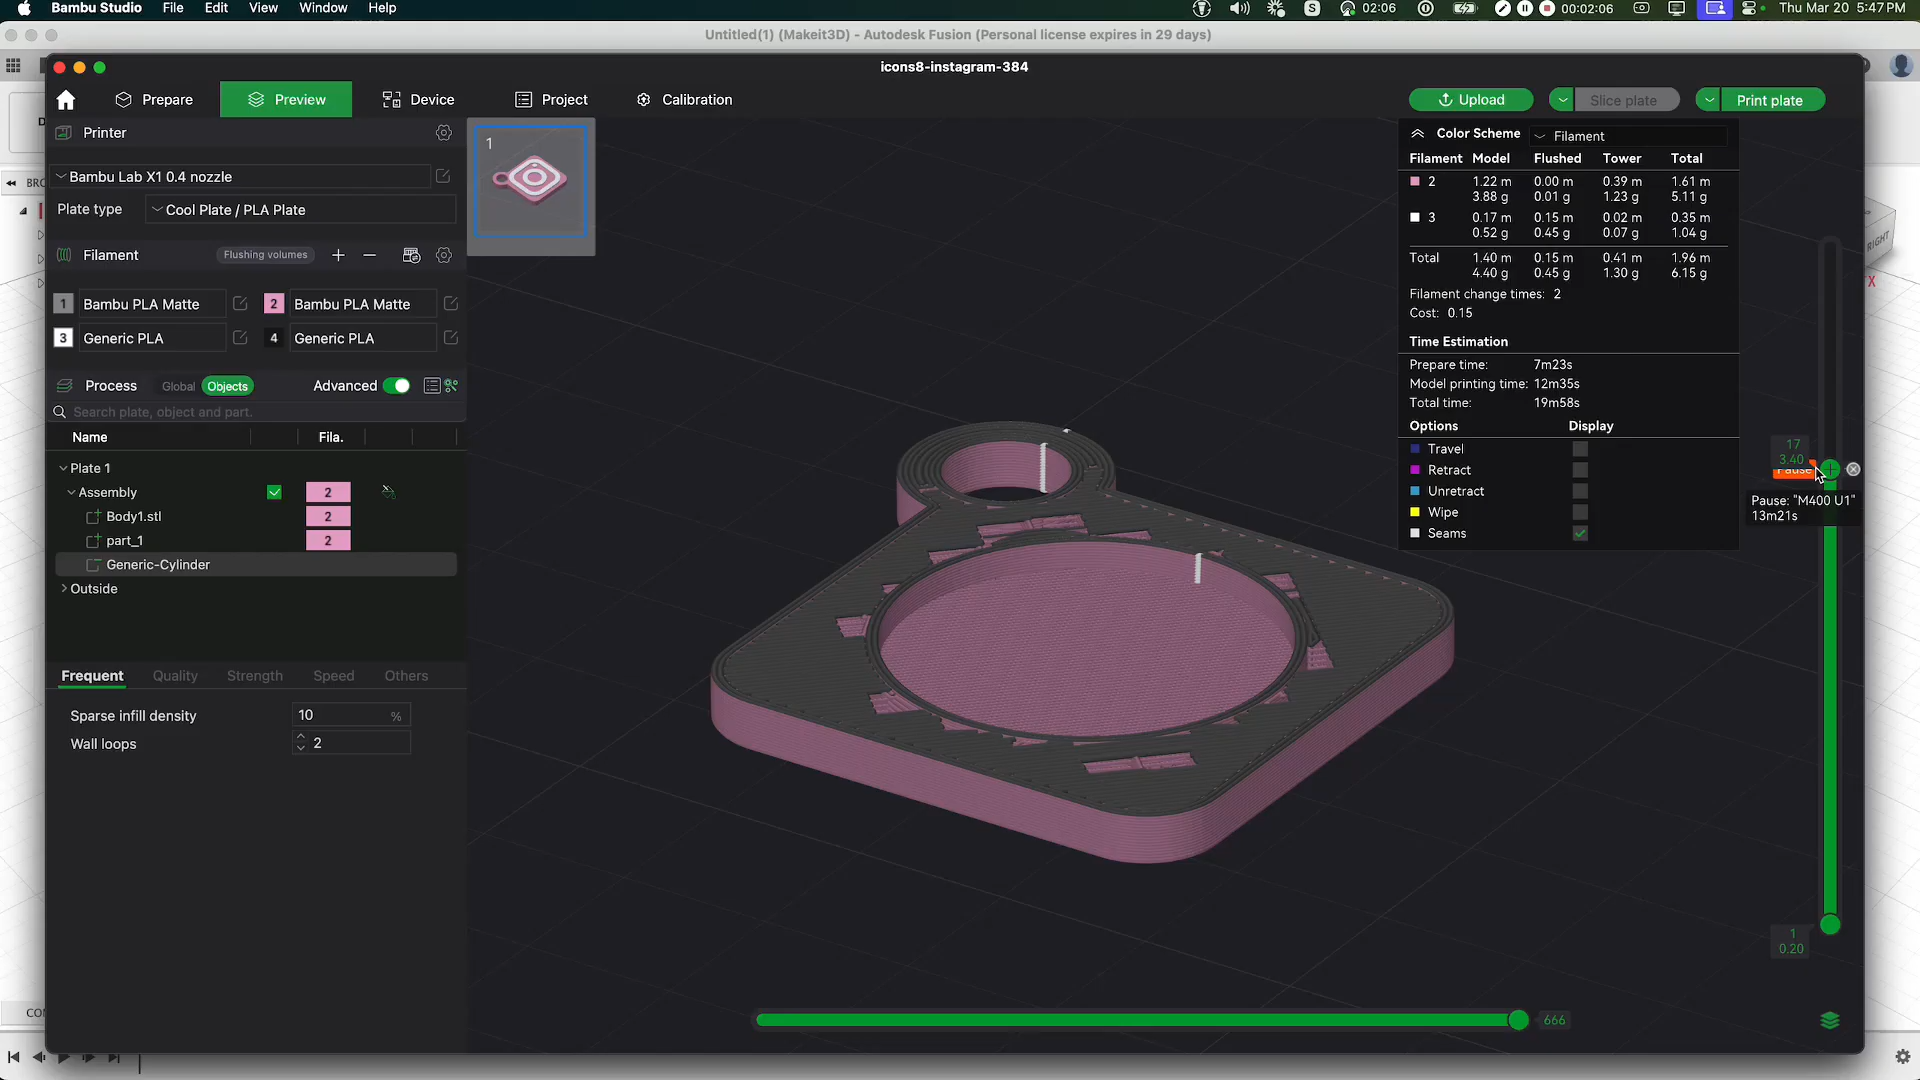 Bambu Studio File Edit View Window Help
02:06
00:02:06
Thu Mar 20 5:47 PM
Untitled(1) (Makeit3D) - Autodesk Fusion (Personal license expires in 29 days)
icons8-instagram-384
Prepare Preview Device Project Calibration
Upload Slice plate Print plate
Printer
Bambu Lab X1 0.4 nozzle
Plate type Cool Plate / PLA Plate
Filament Flushing volumes
1 Bambu PLA Matte 2 Bambu PLA Matte
3 Generic PLA 4 Generic PLA
Process Global Objects Advanced
Search plate, object and part.
Name Fila.
Plate 1
Assembly 2
Body1.stl 2
part_1 2
Generic-Cylinder
Outside
Frequent Quality Strength Speed Others
Sparse infill density 10 %
Wall loops 2
1
Color Scheme Filament
Filament Model Flushed Tower Total
2 1.22 m 0.00 m 0.39 m 1.61 m
3.88 g 0.01 g 1.23 g 5.11 g
3 0.17 m 0.15 m 0.02 m 0.35 m
0.52 g 0.45 g 0.07 g 1.04 g
Total 1.40 m 0.15 m 0.41 m 1.96 m
4.40 g 0.45 g 1.30 g 6.15 g
Filament change times: 2
Cost: 0.15
Time Estimation
Prepare time: 7m23s
Model printing time: 12m35s
Total time: 19m58s
Options Display
Travel
Retract
Unretract
Wipe
Seams
17
3.40
Pause
Pause: "M400 U1"
13m21s
1
0.20
666
RIGHT
X